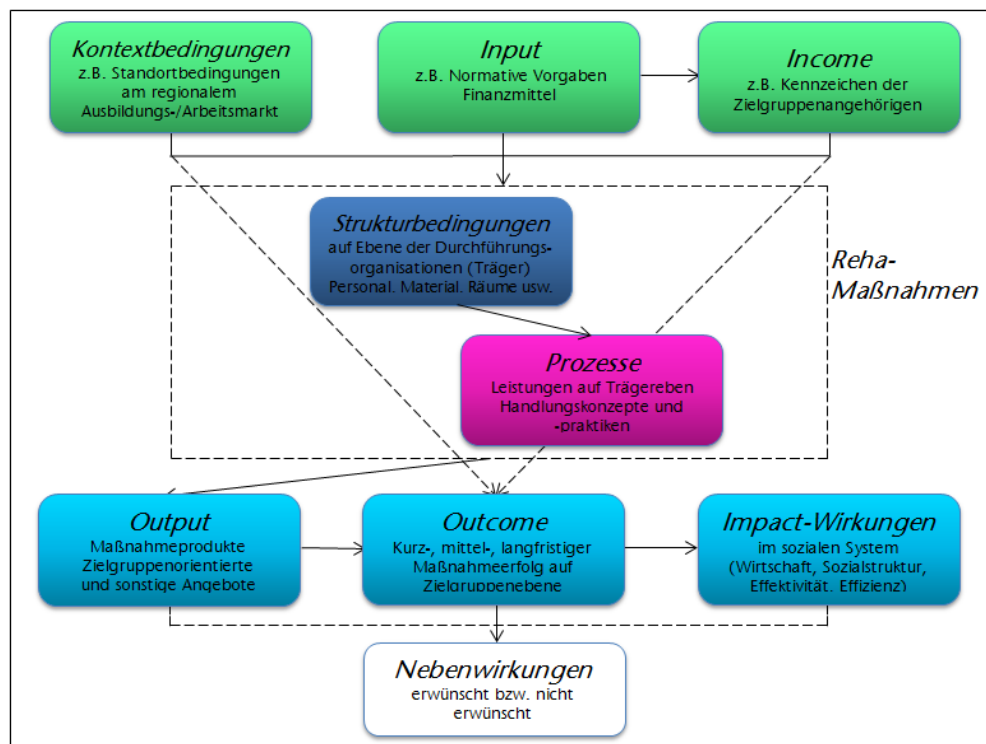 Kontextbedingungen
z.B. Standortbedingungen
am regionalem
Ausbildungs-/Arbeitsmarkt
Input
z.B. Normative Vorgaben
Finanzmittel
Income
z.B. Kennzeichen der
Zielgruppenangehörigen
Strukturbedingungen
auf Ebene der Durchführungs-
organisationen (Träger)
Personal. Material. Räume usw.
Reha-
Maßnahmen
Prozesse
Leistungen auf Trägereben
Handlungskonzepte und
-praktiken
Output
Maßnahmeprodukte
Zielgruppenorientierte
und sonstige Angebote
Outcome
Kurz-, mittel-, langfristiger
Maßnahmeerfolg auf
Zielgruppenebene
Impact-Wirkungen
im sozialen System
(Wirtschaft, Sozialstruktur,
Effektivität. Effizienz)
Nebenwirkungen
erwünscht bzw. nicht
erwünscht